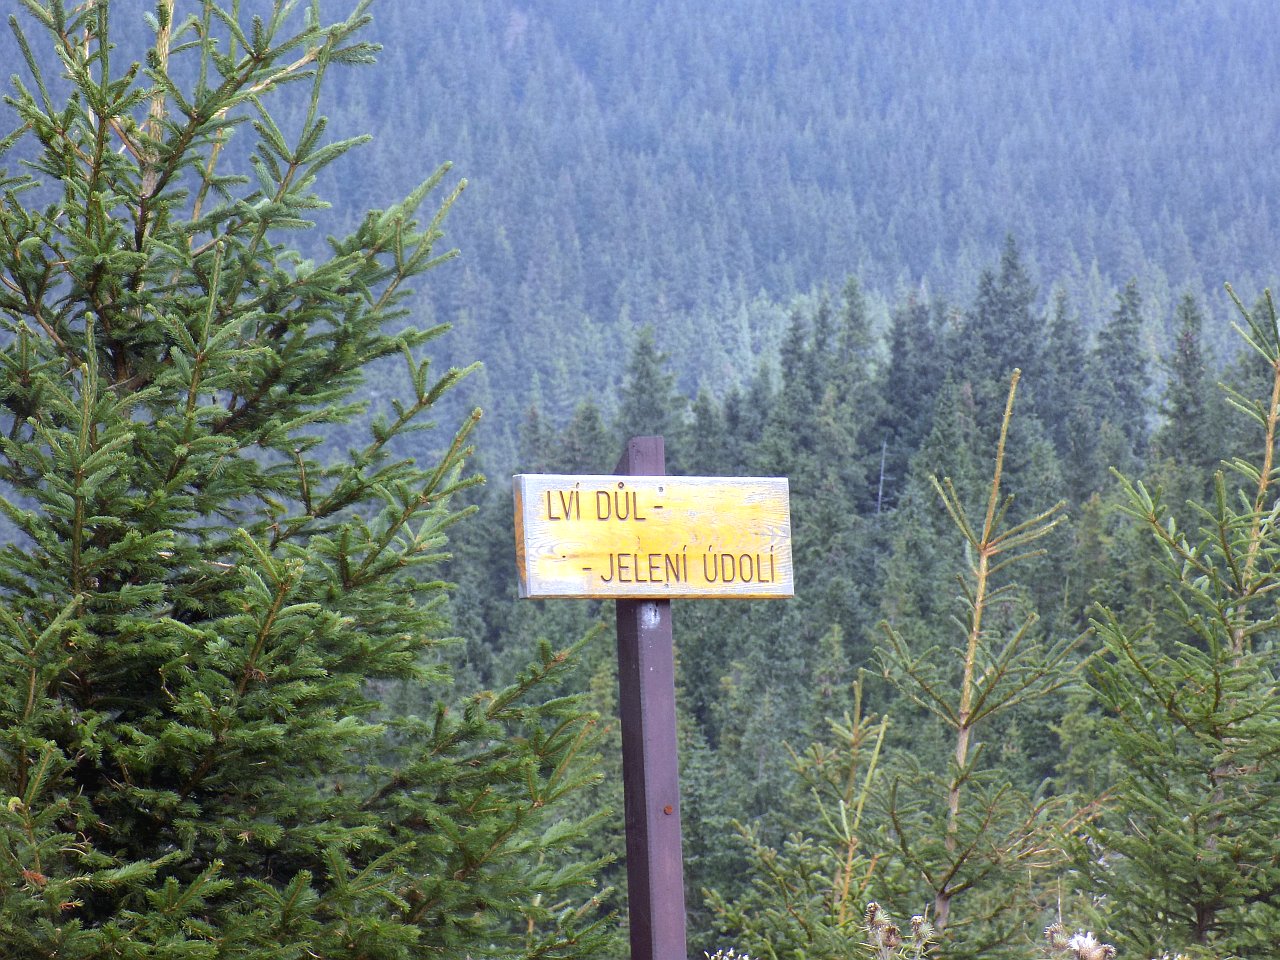 LVÍ DŮL -
- JELENÍ ÚDOLÍ